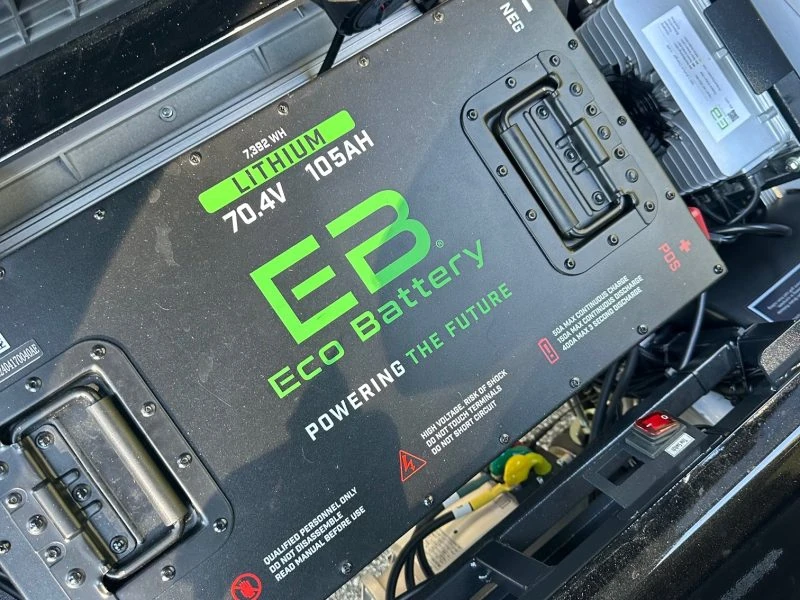 NEG
7,392 WH
LITHIUM
70.4V 105AH
EB®
Eco Battery
POWERING THE FUTURE
+
POS
50A MAX CONTINUOUS CHARGE
150A MAX CONTINUOUS DISCHARGE
400A MAX 3 SECOND DISCHARGE
HIGH VOLTAGE, RISK OF SHOCK
DO NOT TOUCH TERMINALS
DO NOT SHORT CIRCUIT
QUALIFIED PERSONNEL ONLY
DO NOT DISASSEMBLE
READ MANUAL BEFORE USE